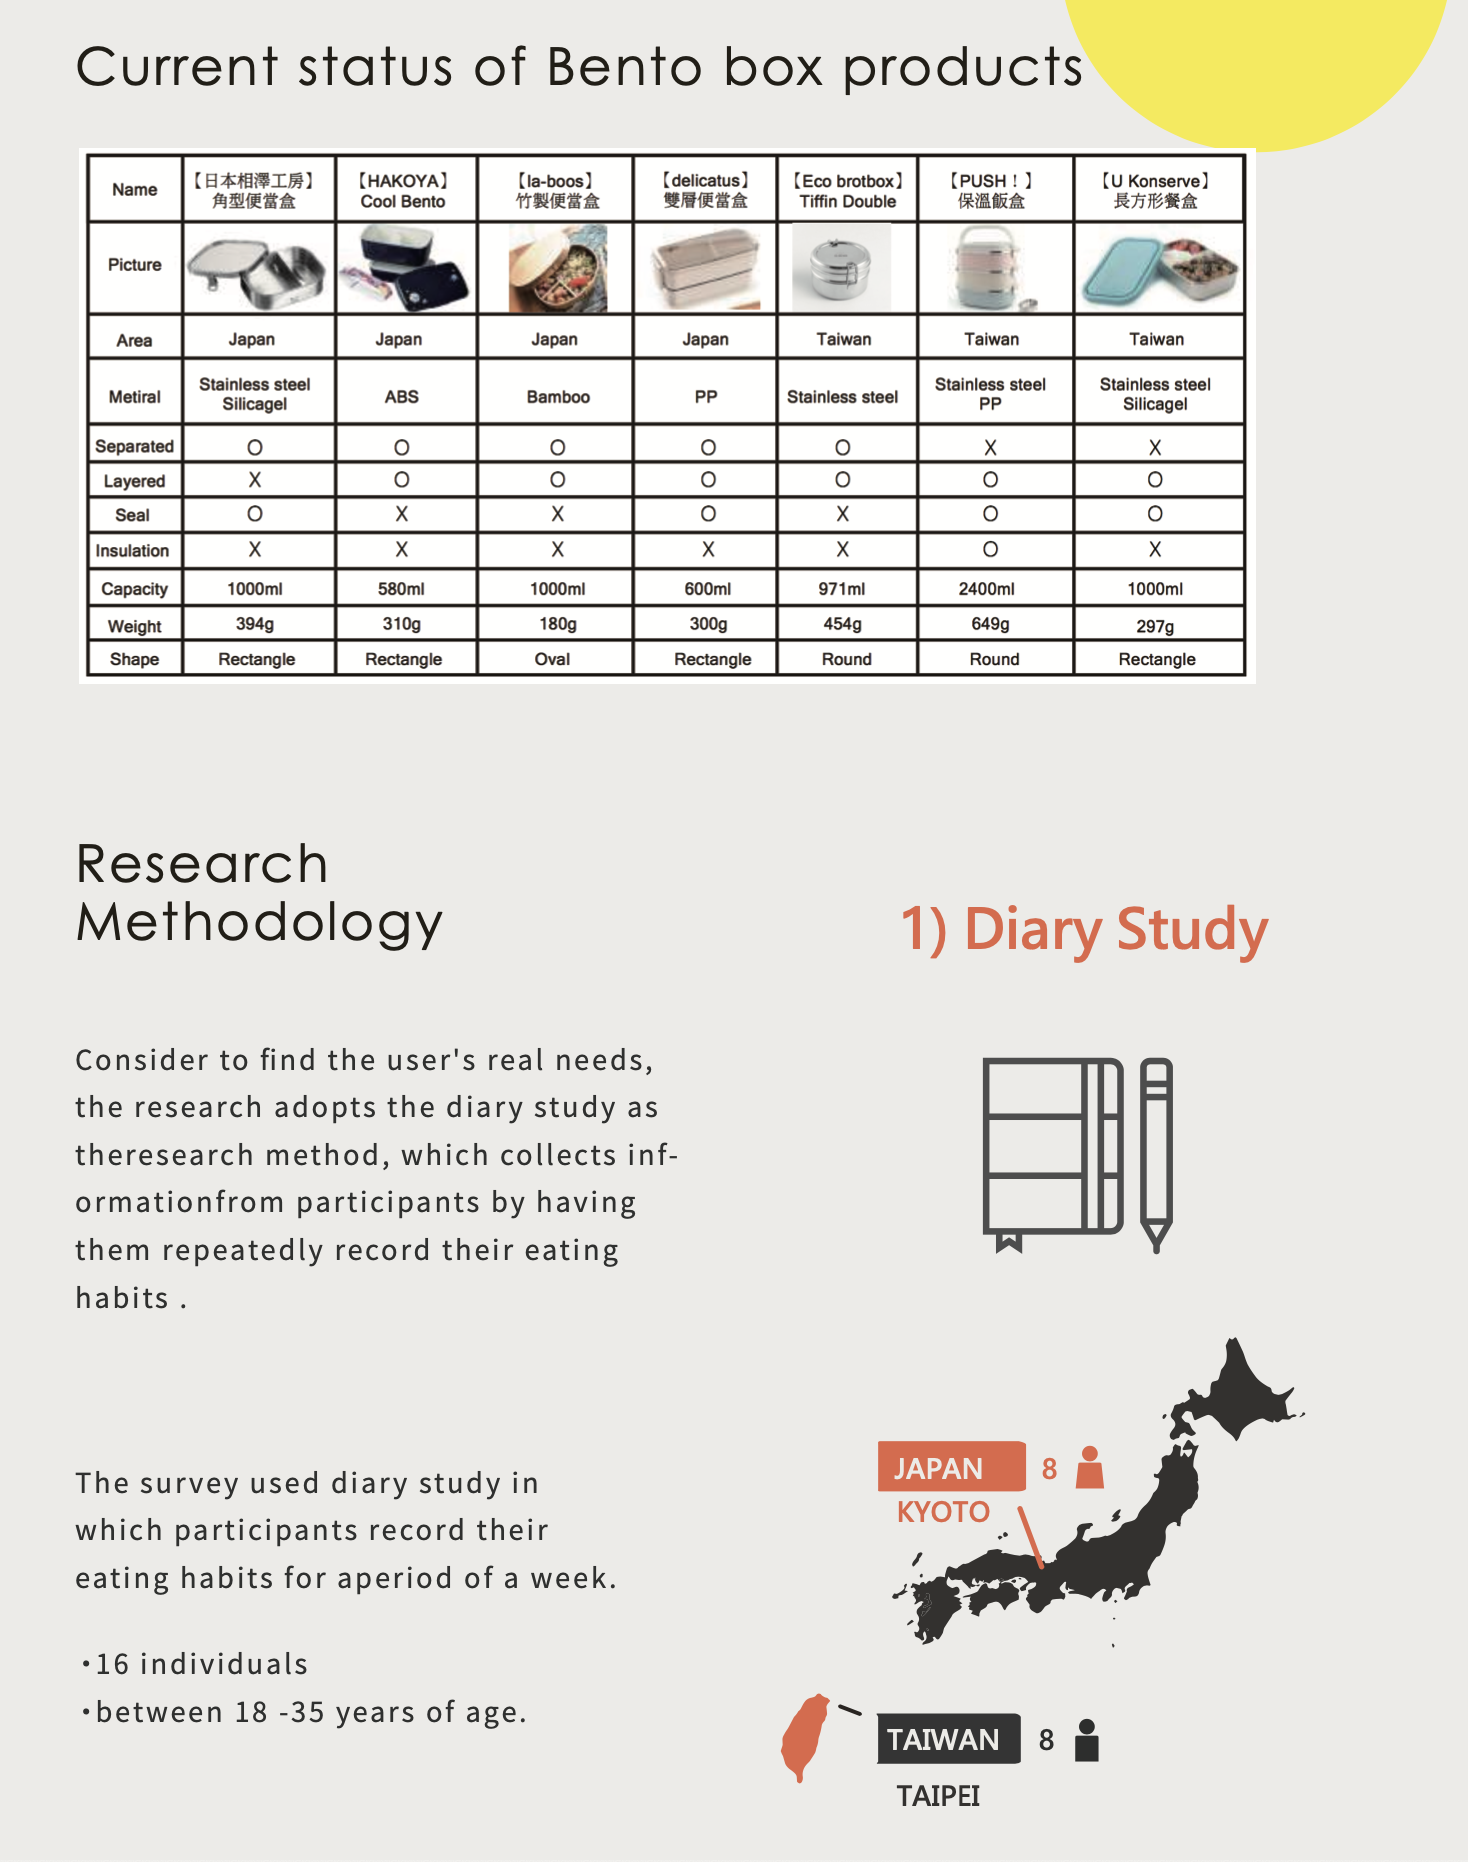 Current status of Bento box products
Name 【日本相澤工房】 【HAKOYA】 【la-boos】 【delicatus】 【Eco brotbox】 【PUSH！】 【U Konserve】
角型便當盒 Cool Bento 竹製便當盒 雙層便當盒 Tiffin Double 保溫飯盒 長方形餐盒
Picture
Area Japan Japan Japan Japan Taiwan Taiwan Taiwan
Metiral Stainless steel Silicagel ABS Bamboo PP Stainless steel Stainless steel PP Stainless steel Silicagel
Separated O O O O O X X
Layered X O O O O O O
Seal O X X O X O O
Insulation X X X X X O X
Capacity 1000ml 580ml 1000ml 600ml 971ml 2400ml 1000ml
Weight 394g 310g 180g 300g 454g 649g 297g
Shape Rectangle Rectangle Oval Rectangle Round Round Rectangle
Research
Methodology
1) Diary Study
Consider to find the user's real needs,
the research adopts the diary study as
theresearch method, which collects inf-
ormationfrom participants by having
them repeatedly record their eating
habits .
The survey used diary study in
which participants record their
eating habits for aperiod of a week.
・16 individuals
・between 18 -35 years of age.
JAPAN 8
KYOTO
TAIWAN 8
TAIPEI